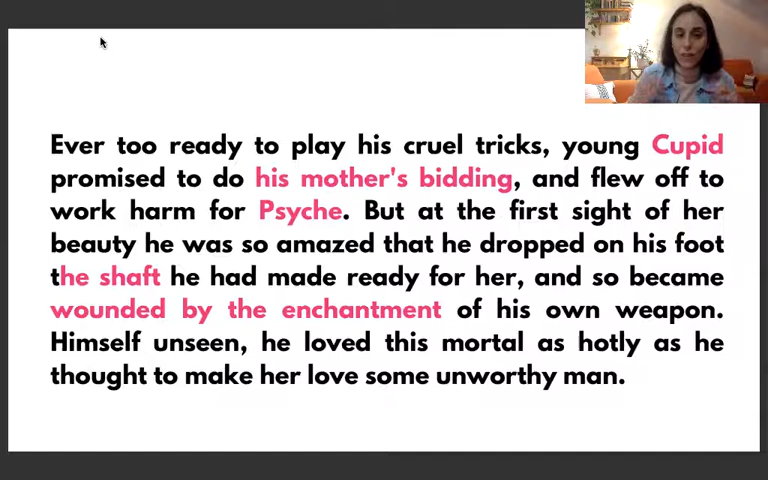 Ever too ready to play his cruel tricks, young Cupid
promised to do his mother's bidding, and flew off to
work harm for Psyche. But at the first sight of her
beauty he was so amazed that he dropped on his foot
the shaft he had made ready for her, and so became
wounded by the enchantment of his own weapon.
Himself unseen, he loved this mortal as hotly as he
thought to make her love some unworthy man.